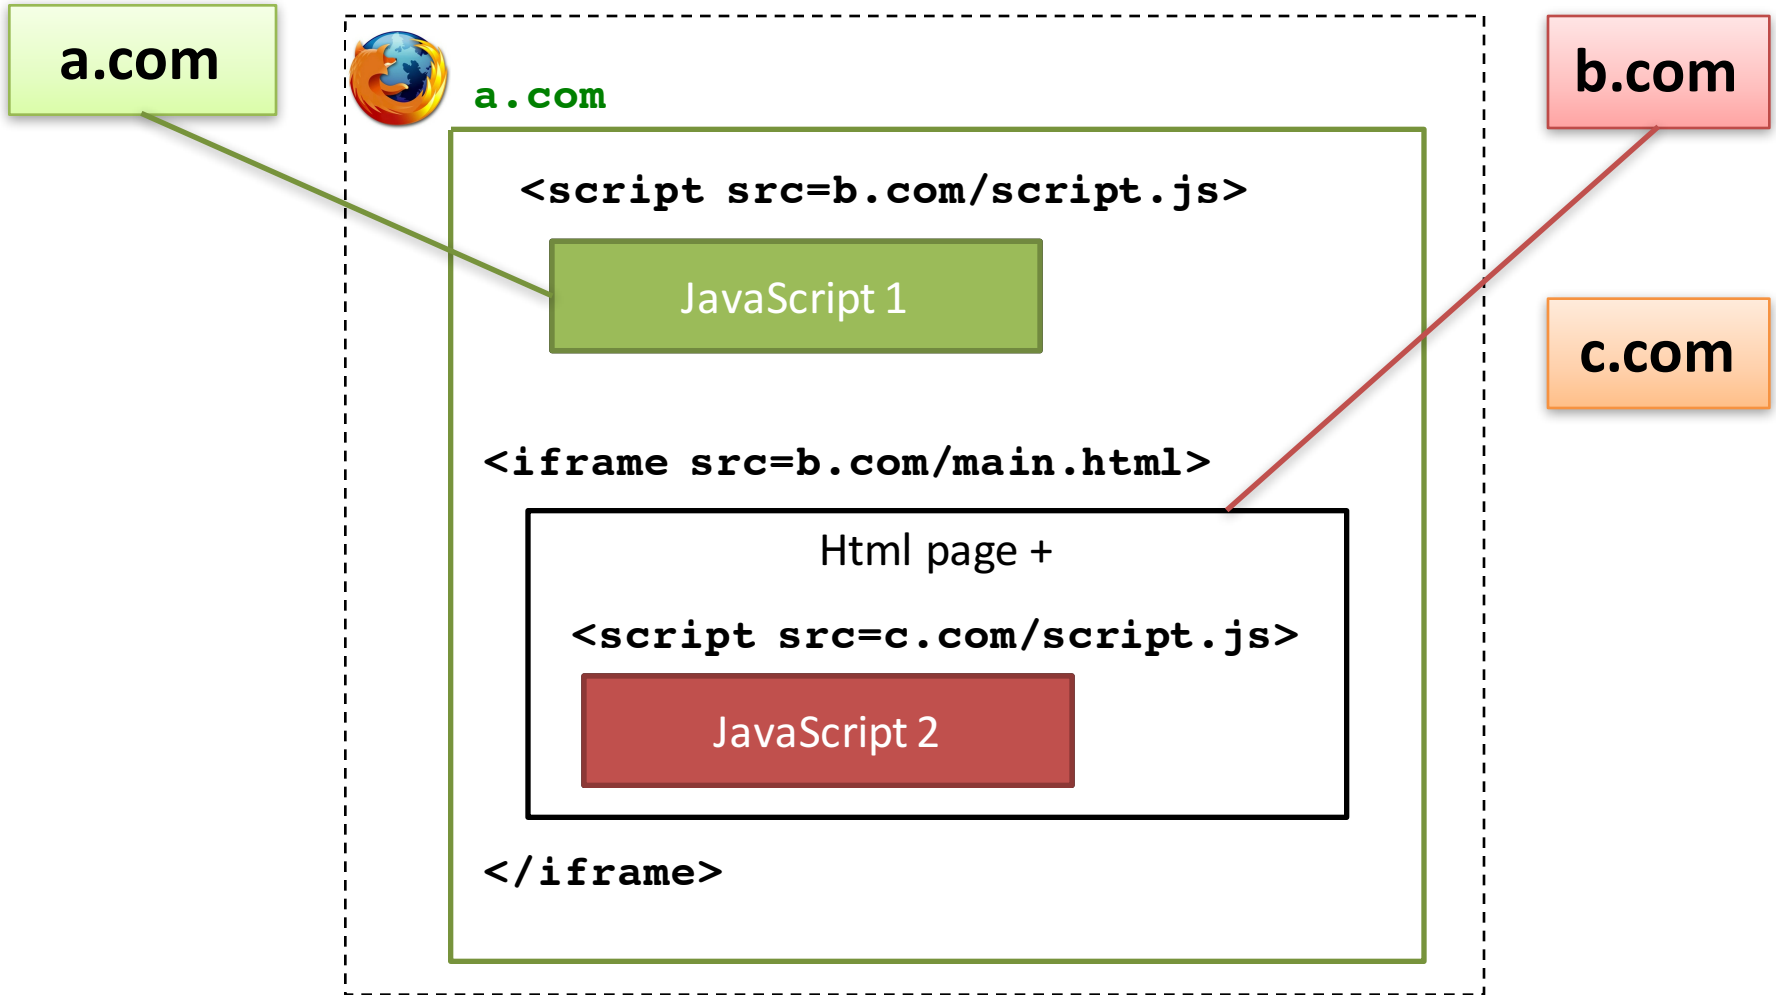 a.com
a.com
b.com
<script src=b.com/script.js>
JavaScript 1
c.com
<iframe src=b.com/main.html>
Html page +
<script src=c.com/script.js>
JavaScript 2
</iframe>